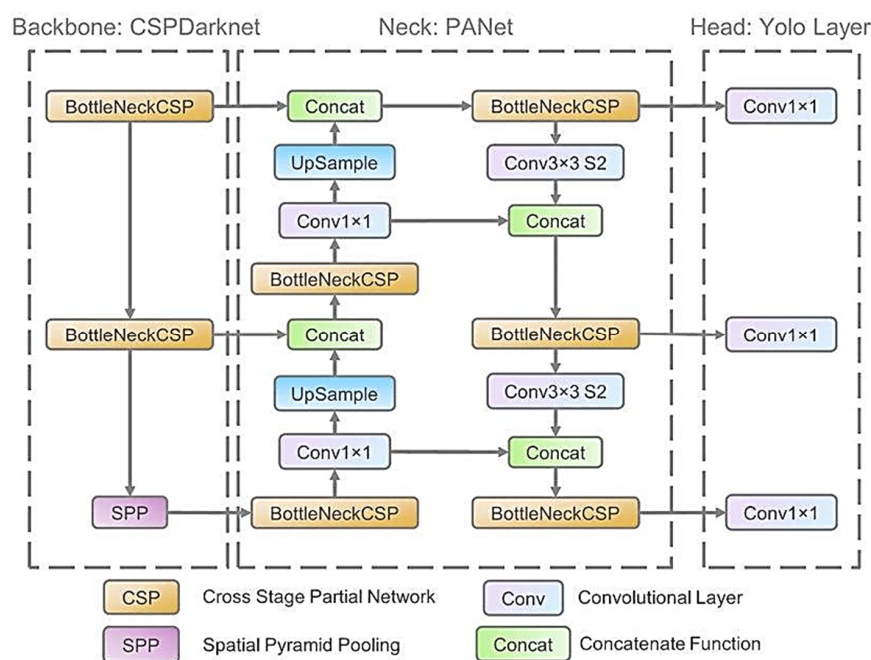 Backbone: CSPDarknet
Neck: PANet
Head: Yolo Layer
BottleNeckCSP
Concat
BottleNeckCSP
Conv1×1
UpSample
Conv3×3 S2
Conv1×1
Concat
BottleNeckCSP
BottleNeckCSP
Concat
BottleNeckCSP
Conv1×1
UpSample
Conv3×3 S2
Conv1×1
Concat
SPP
BottleNeckCSP
BottleNeckCSP
Conv1×1
CSP
Cross Stage Partial Network
Conv
Convolutional Layer
SPP
Spatial Pyramid Pooling
Concat
Concatenate Function